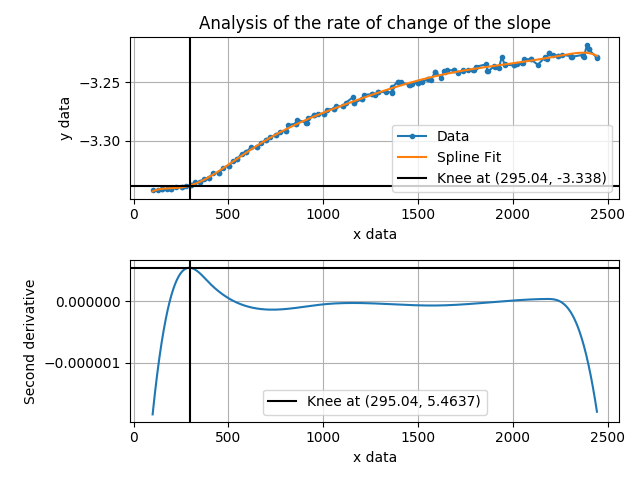 Analysis of the rate of change of the slope
y data
−3.25
−3.30
Data
Spline Fit
Knee at (295.04, -3.338)
0 500 1000 1500 2000 2500
x data
Second derivative
0.000000
−0.000001
Knee at (295.04, 5.4637)
0 500 1000 1500 2000 2500
x data